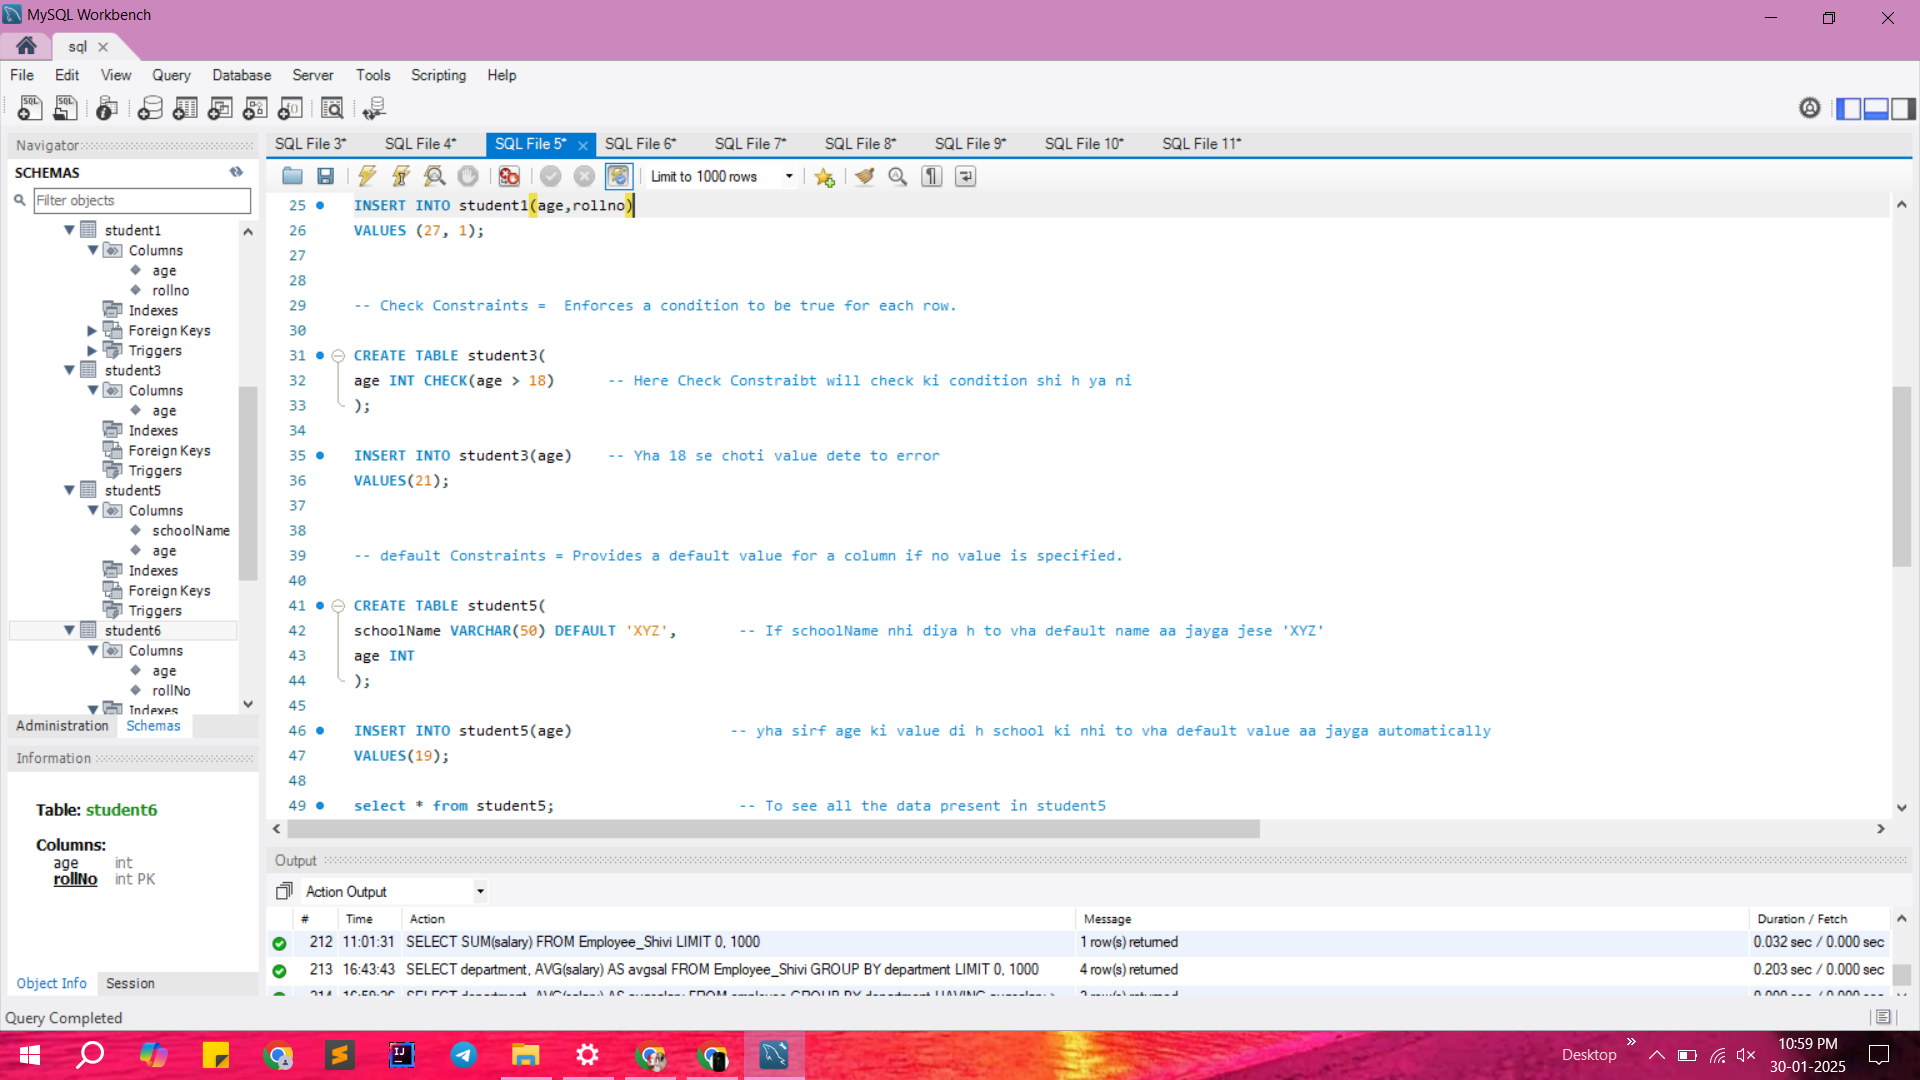 MySQL Workbench
sql
File Edit View Query Database Server Tools Scripting Help
Navigator
SCHEMAS
Filter objects
student1
Columns
age
rollno
Indexes
Foreign Keys
Triggers
student3
Columns
age
Indexes
Foreign Keys
Triggers
student5
Columns
schoolName
age
Indexes
Foreign Keys
Triggers
student6
Columns
age
rollNo
Indexes
Administration Schemas
Information
Table: student6
Columns:
age int
rollNo int PK
Object Info Session
SQL File 3* SQL File 4* SQL File 5* SQL File 6* SQL File 7* SQL File 8* SQL File 9* SQL File 10* SQL File 11*
Limit to 1000 rows
25 INSERT INTO student1(age,rollno)
26 VALUES (27, 1);
27
28
29 -- Check Constraints =  Enforces a condition to be true for each row.
30
31 CREATE TABLE student3(
32 age INT CHECK(age > 18) -- Here Check Constraibt will check ki condition shi h ya ni
33 );
34
35 INSERT INTO student3(age) -- Yha 18 se choti value dete to error
36 VALUES(21);
37
38
39 -- default Constraints = Provides a default value for a column if no value is specified.
40
41 CREATE TABLE student5(
42 schoolName VARCHAR(50) DEFAULT 'XYZ', -- If schoolName nhi diya h to vha default name aa jayga jese 'XYZ'
43 age INT
44 );
45
46 INSERT INTO student5(age) -- yha sirf age ki value di h school ki nhi to vha default value aa jayga automatically
47 VALUES(19);
48
49 select * from student5; -- To see all the data present in student5
Output
Action Output
# Time Action Message Duration / Fetch
212 11:01:31 SELECT SUM(salary) FROM Employee_Shivi LIMIT 0, 1000 1 row(s) returned 0.032 sec / 0.000 sec
213 16:43:43 SELECT department, AVG(salary) AS avgsal FROM Employee_Shivi GROUP BY department LIMIT 0, 1000 4 row(s) returned 0.203 sec / 0.000 sec
Query Completed
Desktop
10:59 PM
30-01-2025